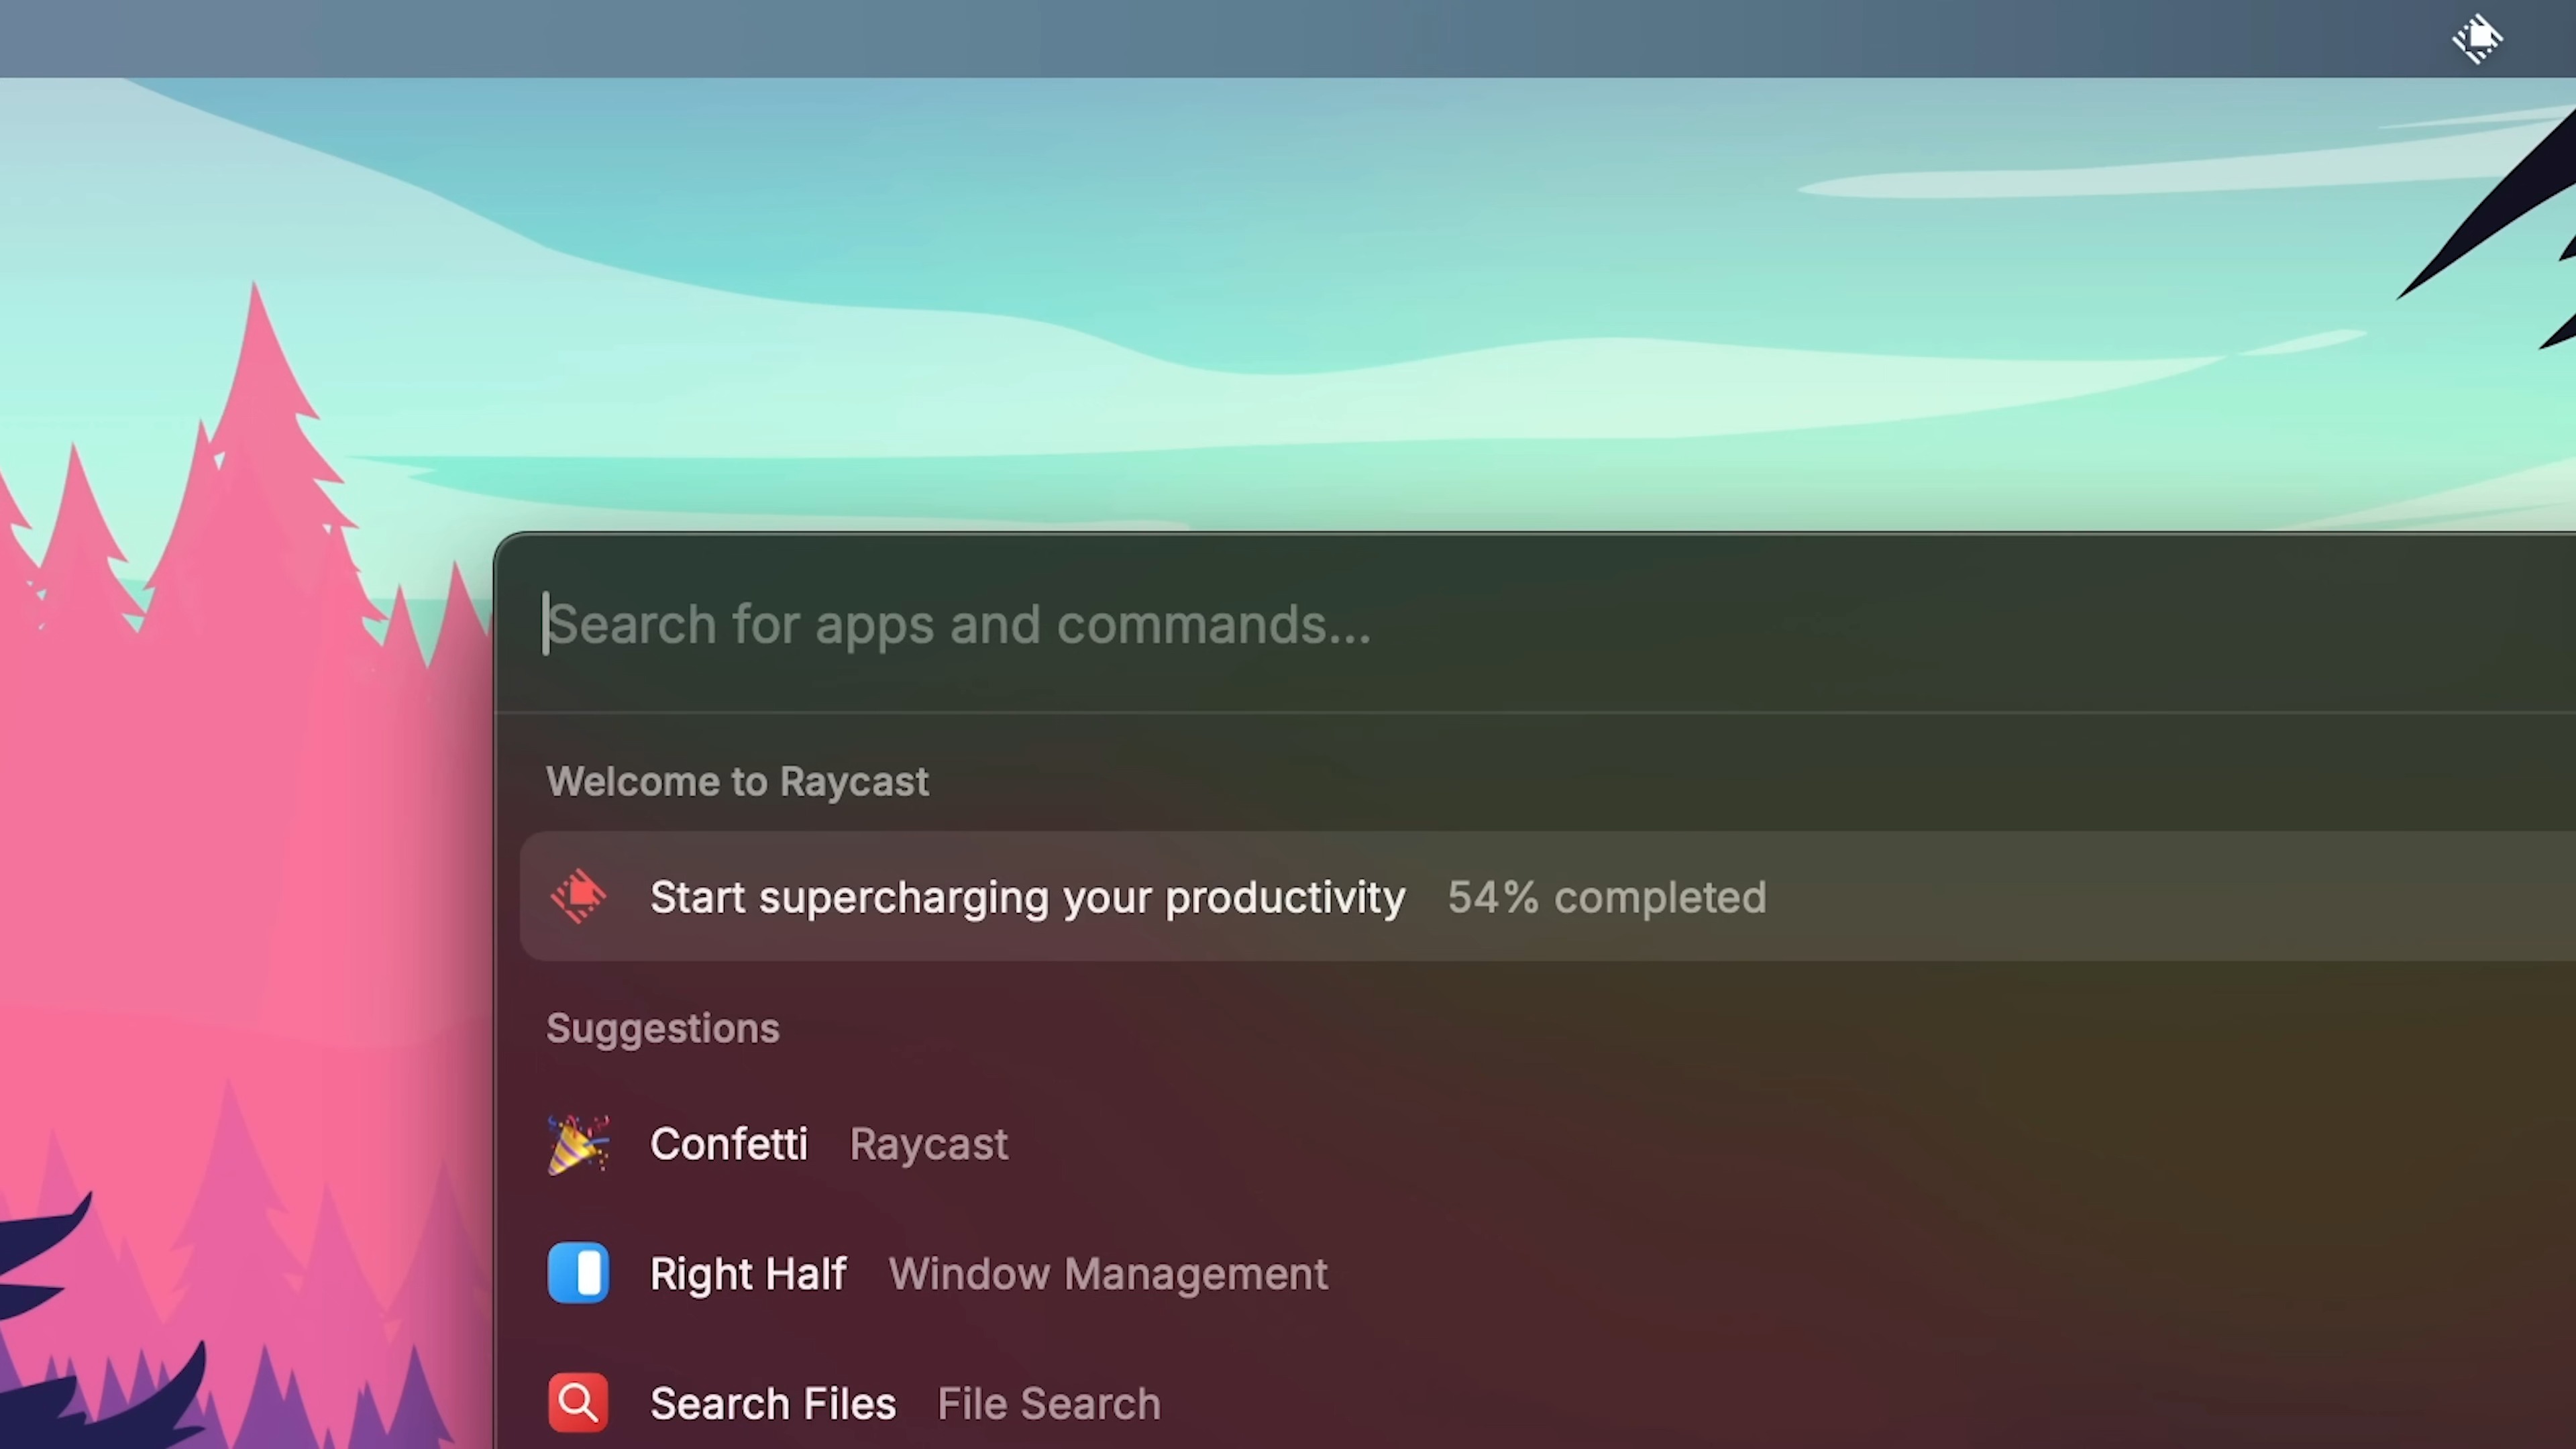 Search for apps and commands...
Welcome to Raycast
Start supercharging your productivity 54% completed
Suggestions
Confetti Raycast
Right Half Window Management
Search Files File Search